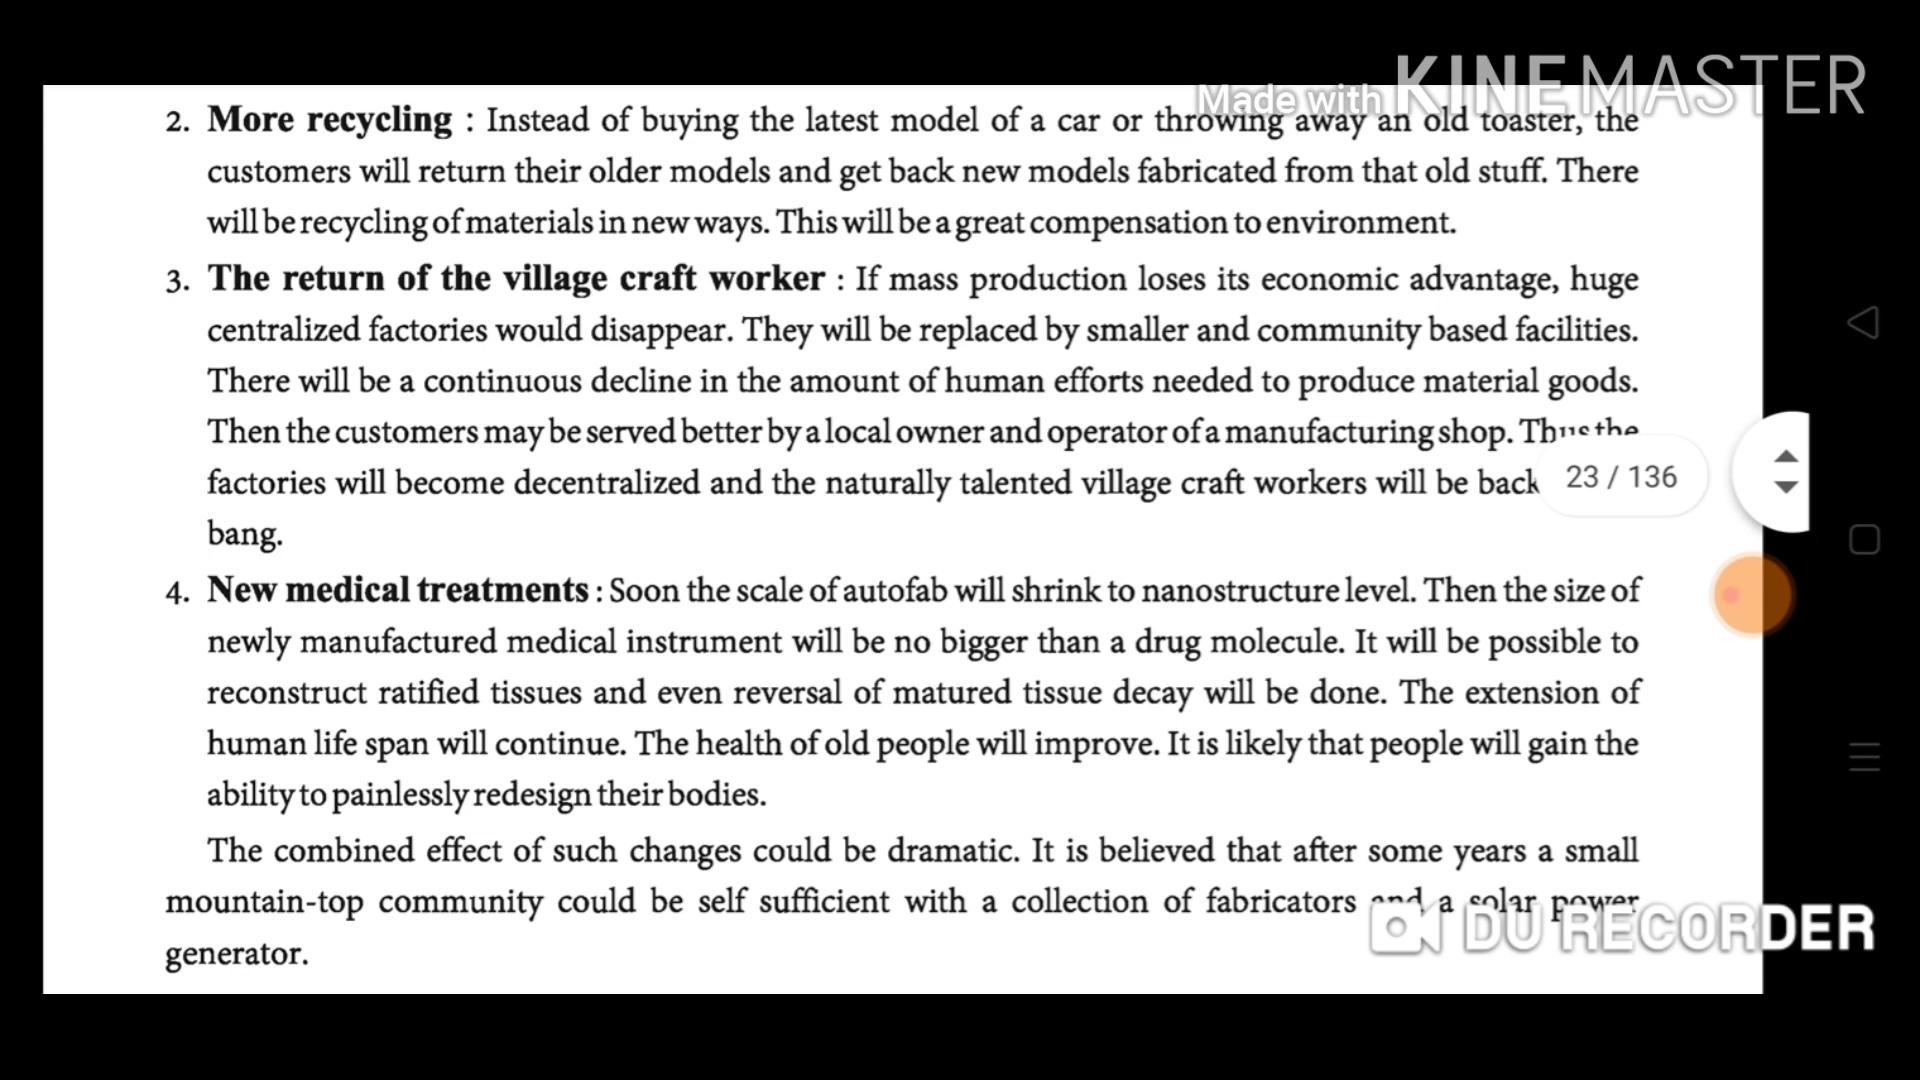 Made with KINEMASTER
2. More recycling : Instead of buying the latest model of a car or throwing away an old toaster, the
customers will return their older models and get back new models fabricated from that old stuff. There
will be recycling of materials in new ways. This will be a great compensation to environment.
3. The return of the village craft worker : If mass production loses its economic advantage, huge
centralized factories would disappear. They will be replaced by smaller and community based facilities.
There will be a continuous decline in the amount of human efforts needed to produce material goods.
Then the customers may be served better by a local owner and operator of a manufacturing shop. Thus the
factories will become decentralized and the naturally talented village craft workers will be back
23 / 136
bang.
4. New medical treatments : Soon the scale of autofab will shrink to nanostructure level. Then the size of
newly manufactured medical instrument will be no bigger than a drug molecule. It will be possible to
reconstruct ratified tissues and even reversal of matured tissue decay will be done. The extension of
human life span will continue. The health of old people will improve. It is likely that people will gain the
ability to painlessly redesign their bodies.
The combined effect of such changes could be dramatic. It is believed that after some years a small
mountain-top community could be self sufficient with a collection of fabricators and a solar power
generator.
DU RECORDER